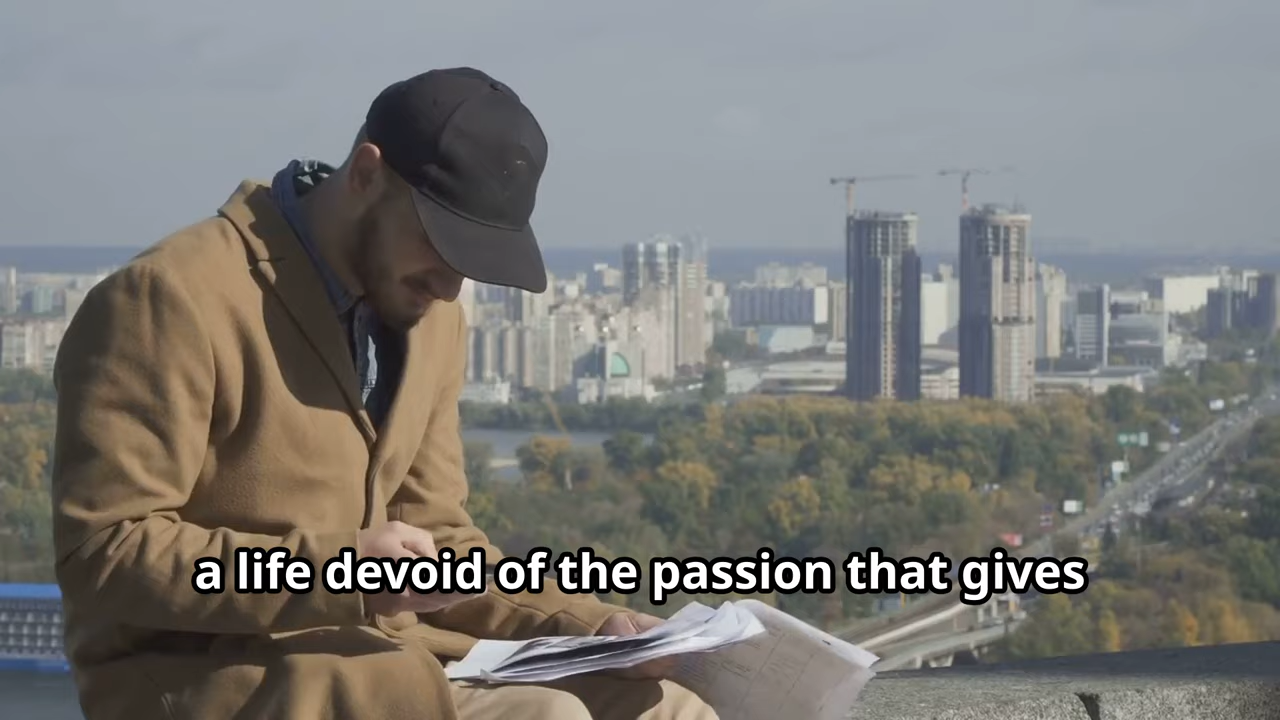 a life devoid of the passion that gives